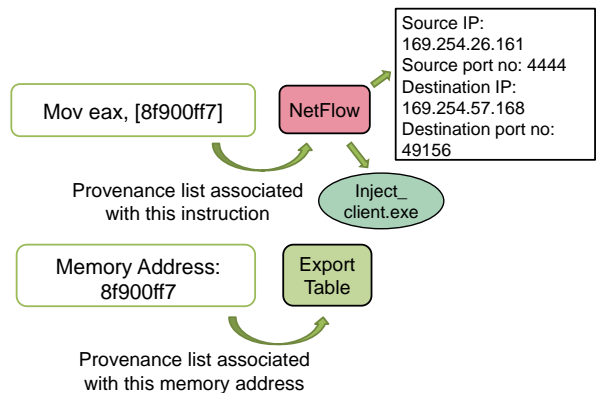 Source IP:
169.254.26.161
Source port no: 4444
Destination IP:
169.254.57.168
Destination port no:
49156
Mov eax, [8f900ff7]
NetFlow
Provenance list associated
with this instruction
Inject_
client.exe
Memory Address:
8f900ff7
Export
Table
Provenance list associated
with this memory address